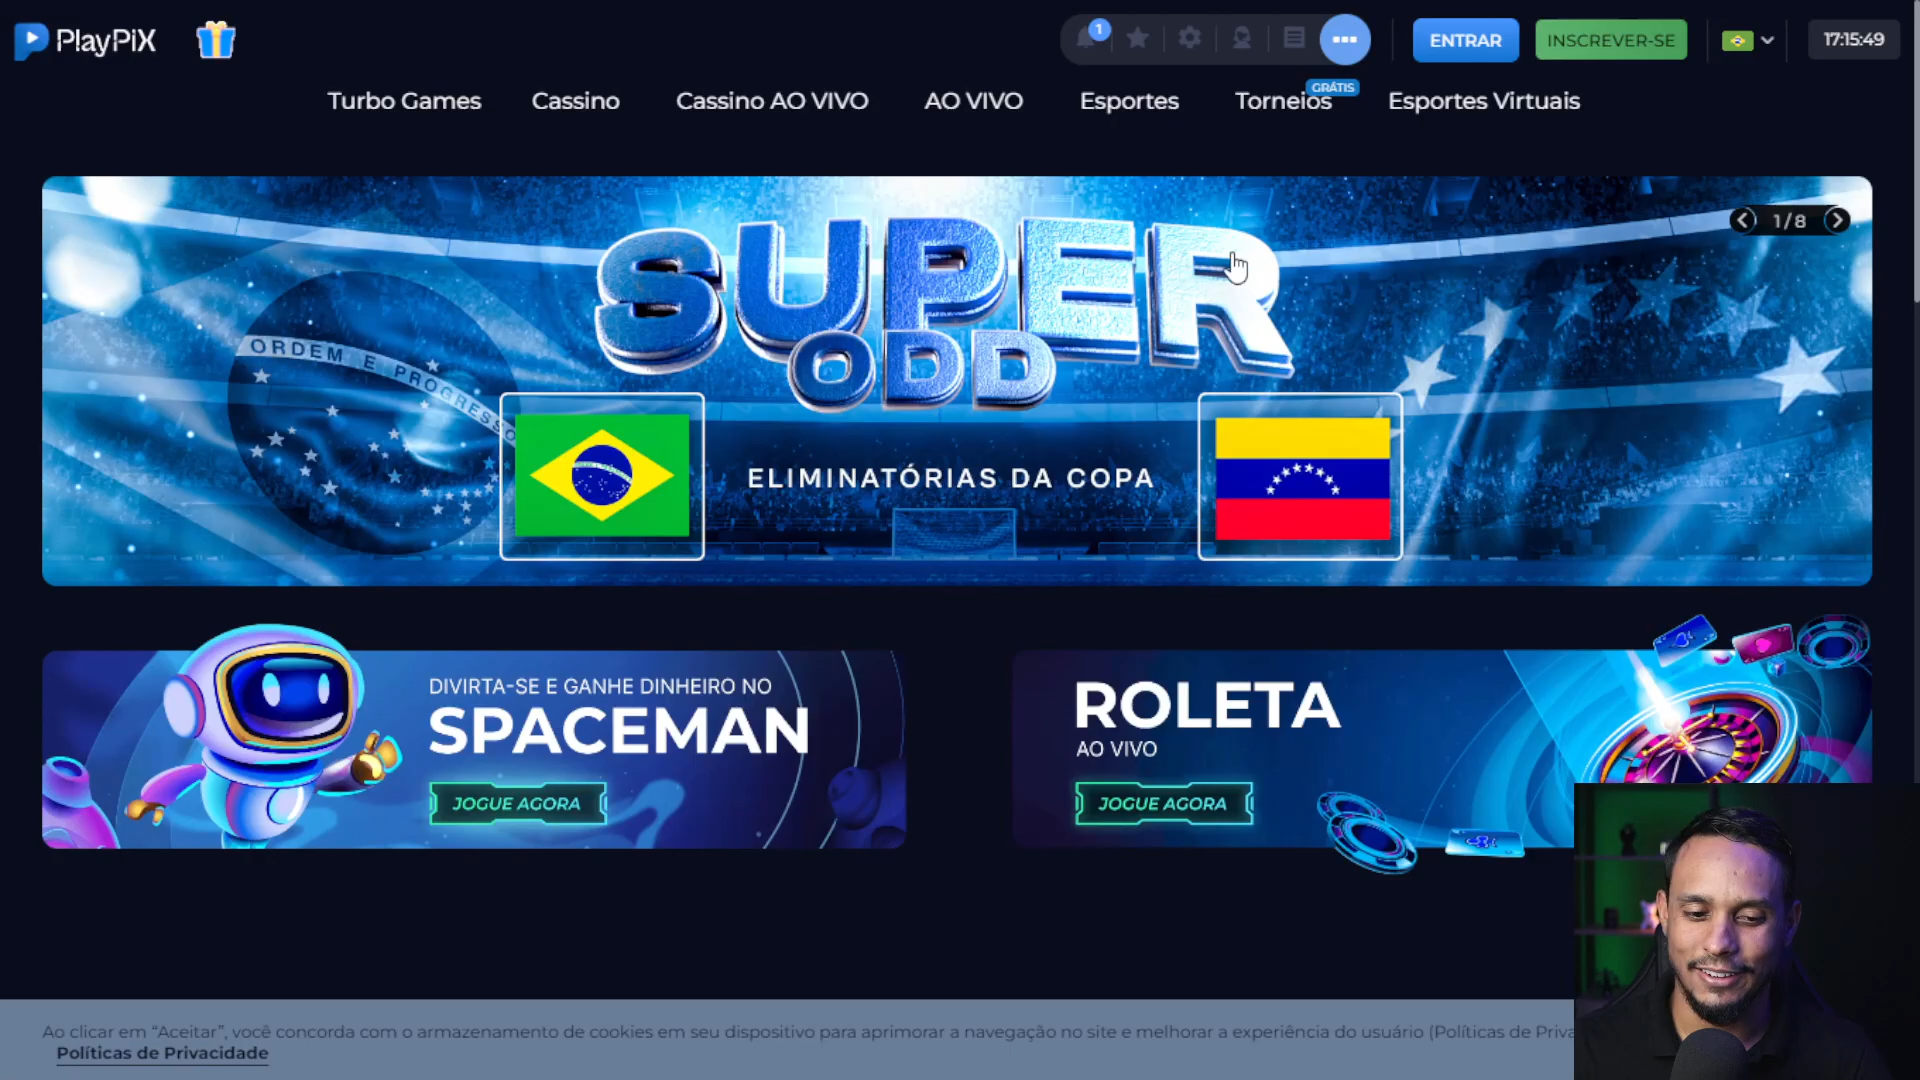 PlayPiX
1
ENTRAR
INSCREVER-SE
17:15:49
Turbo Games
Cassino
Cassino AO VIVO
AO VIVO
Esportes
Torneios
GRÁTIS
Esportes Virtuais
SUPER
ODD
1/8
ORDEM E PROGRESSO
ELIMINATÓRIAS DA COPA
DIVIRTA-SE E GANHE DINHEIRO NO
SPACEMAN
JOGUE AGORA
ROLETA
AO VIVO
JOGUE AGORA
Ao clicar em “Aceitar”, você concorda com o armazenamento de cookies em seu dispositivo para aprimorar a navegação no site e melhorar a experiência do usuário (Políticas de Priva
Políticas de Privacidade